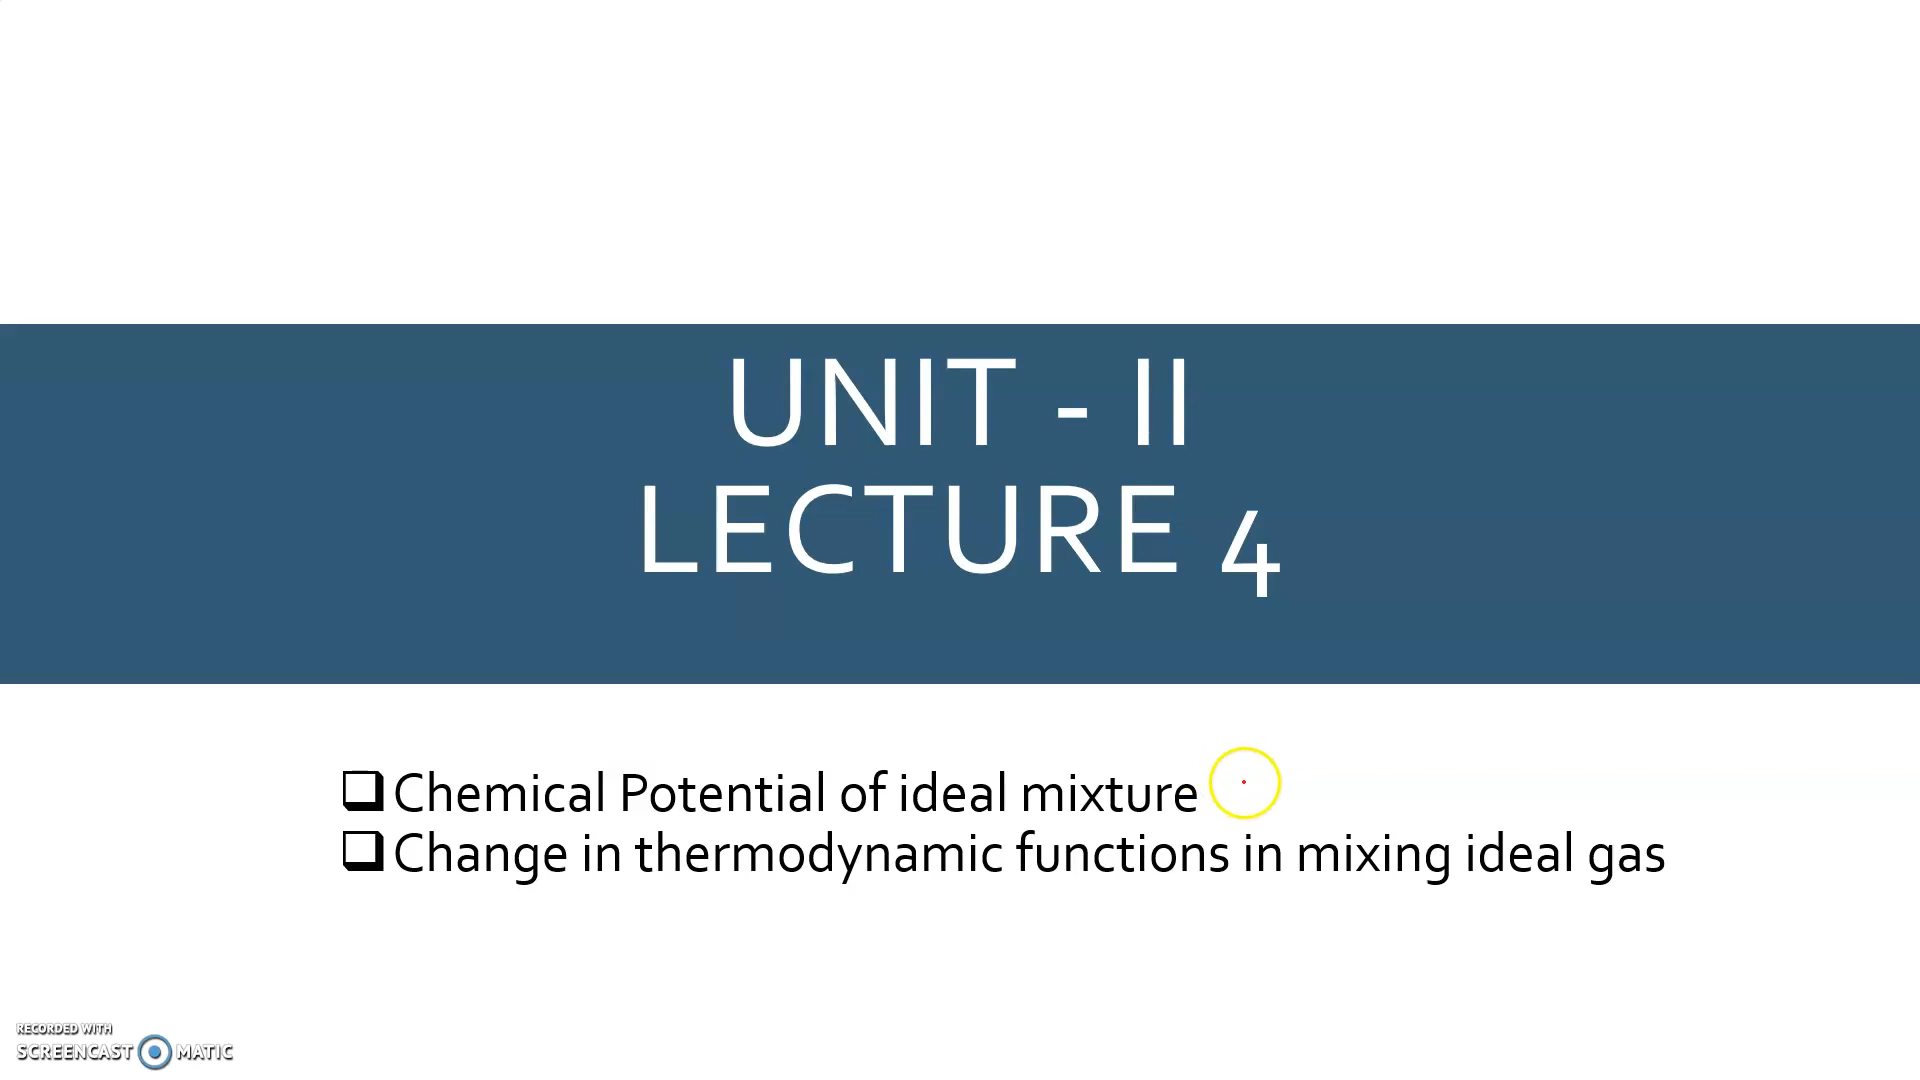 UNIT - II
LECTURE 4
Chemical Potential of ideal mixture
Change in thermodynamic functions in mixing ideal gas
RECORDED WITH
SCREENCAST MATIC